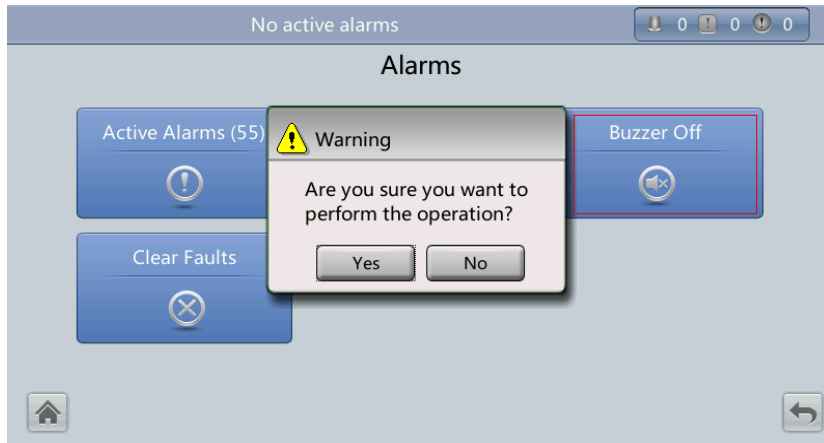 No active alarms
0 0 0
Alarms
Active Alarms (55)
Buzzer Off
Warning
Are you sure you want to
perform the operation?
Yes No
Clear Faults